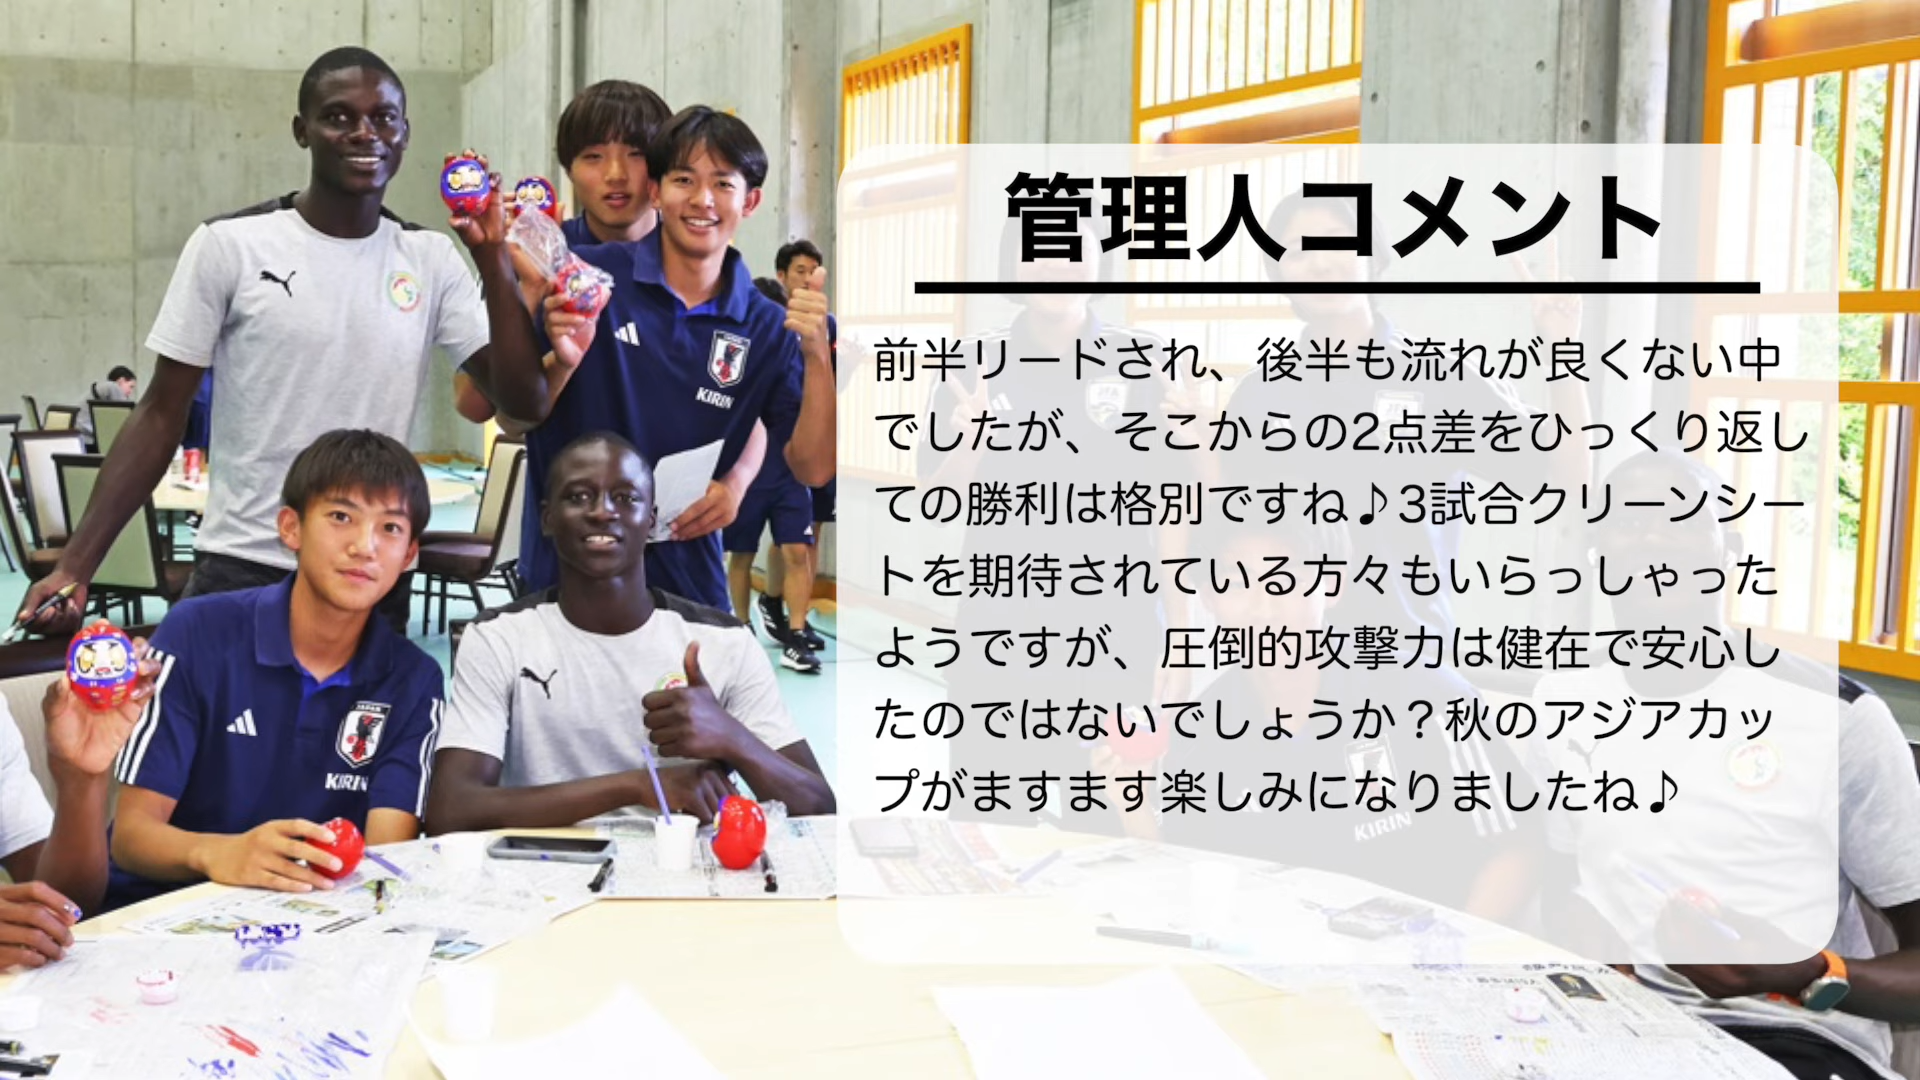 管理人コメント
前半リードされ、後半も流れが良くない中
でしたが、そこからの2点差をひっくり返し
ての勝利は格別ですね♪3試合クリーンシー
トを期待されている方々もいらっしゃった
ようですが、圧倒的攻撃力は健在で安心し
たのではないでしょうか？秋のアジアカッ
プがますます楽しみになりましたね♪
JAPAN
KIRIN
JAPAN
KIRIN
KIRIN